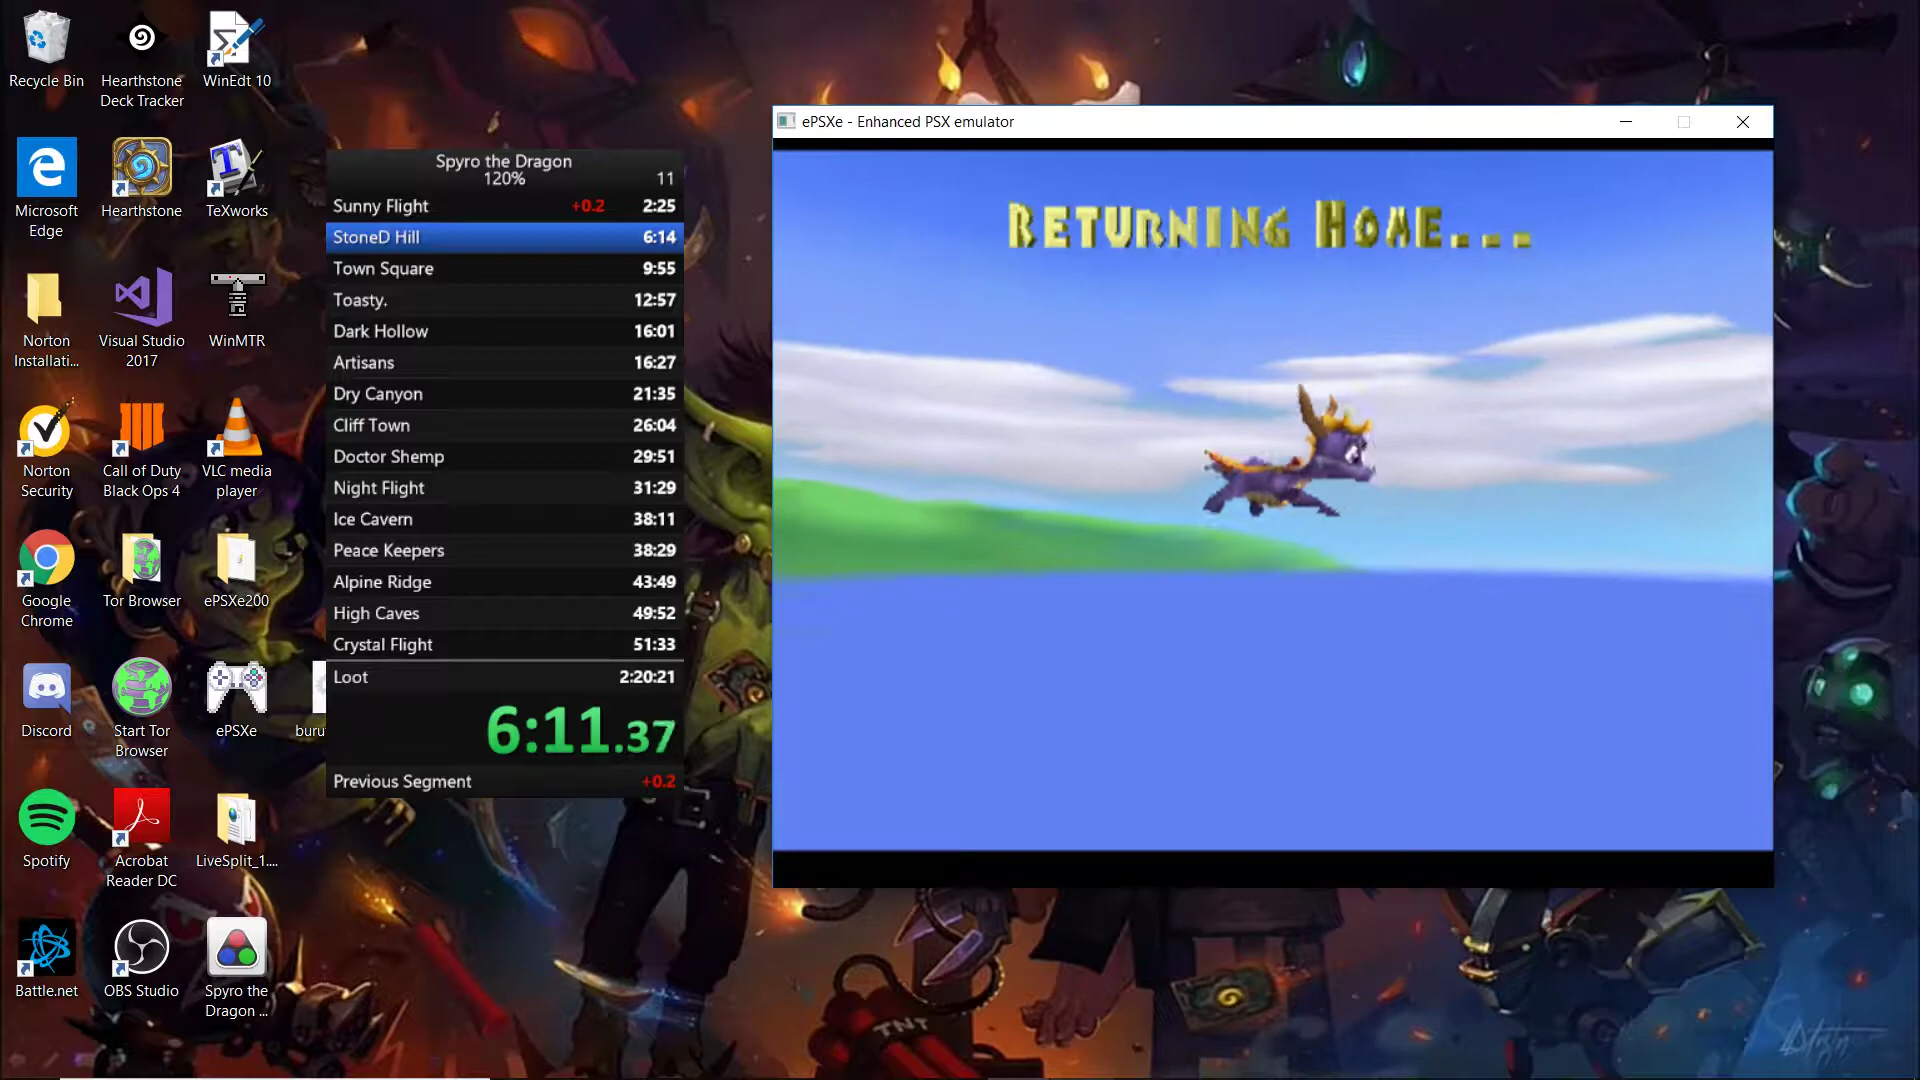 Recycle Bin
Hearthstone
Deck Tracker
WinEdt 10
Microsoft
Edge
Hearthstone
TeXworks
Norton
Installati...
Visual Studio
2017
WinMTR
Norton
Security
Call of Duty
Black Ops 4
VLC media
player
Google
Chrome
Tor Browser
ePSXe200
Discord
Start Tor
Browser
ePSXe
Spotify
Acrobat
Reader DC
LiveSplit_1....
Battle.net
OBS Studio
Spyro the
Dragon ...
Spyro the Dragon
120% 11
Sunny Flight +0.2 2:25
StoneD Hill 6:14
Town Square 9:55
Toasty. 12:57
Dark Hollow 16:01
Artisans 16:27
Dry Canyon 21:35
Cliff Town 26:04
Doctor Shemp 29:51
Night Flight 31:29
Ice Cavern 38:11
Peace Keepers 38:29
Alpine Ridge 43:49
High Caves 49:52
Crystal Flight 51:33
Loot 2:20:21
6:11.37
Previous Segment +0.2
ePSXe - Enhanced PSX emulator
RETURNING HOME...
TNT